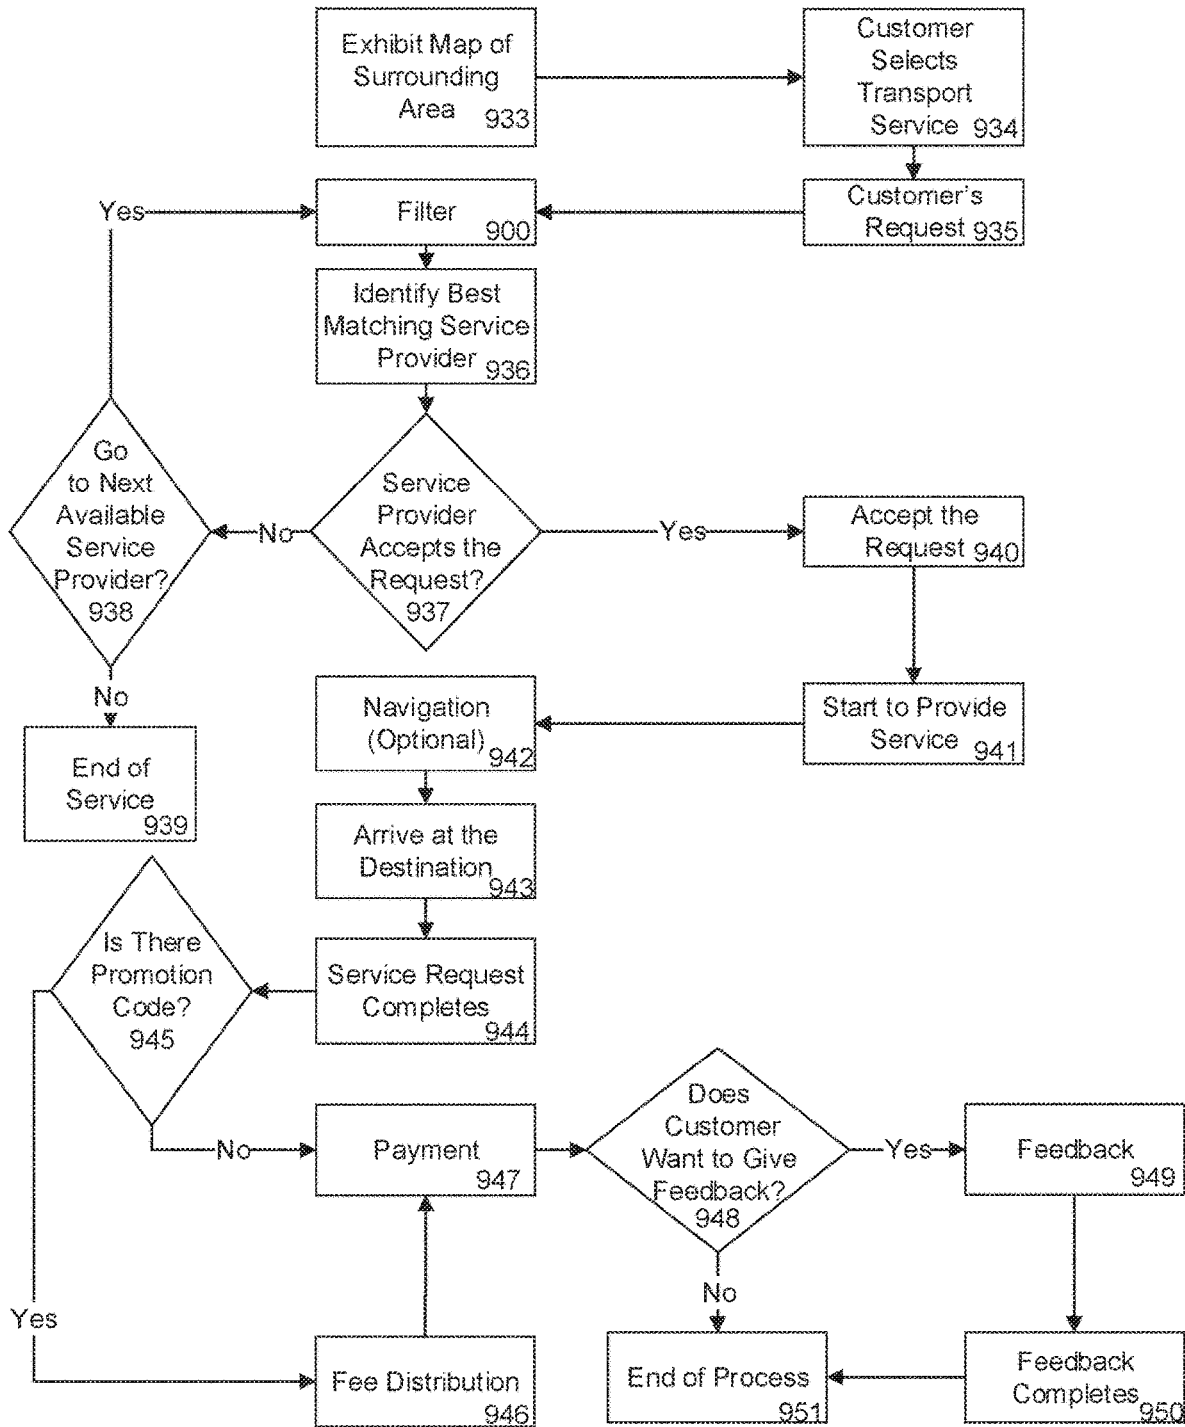 Exhibit Map of
Surrounding
Area 933
Customer
Selects
Transport
Service 934
Yes
Filter
900
Customer's
Request 935
Identify Best
Matching Service
Provider 936
Go
to Next
Available
Service
Provider?
938
No
Service
Provider
Accepts the
Request?
937
Yes
Accept the
Request 940
No
End of
Service
939
Navigation
(Optional) 942
Start to Provide
Service 941
Arrive at the
Destination 943
Is There
Promotion
Code?
945
Service Request
Completes 944
No
Payment
947
Does
Customer
Want to Give
Feedback?
948
Yes
Feedback
949
No
Yes
Fee Distribution
946
End of Process
951
Feedback
Completes 950